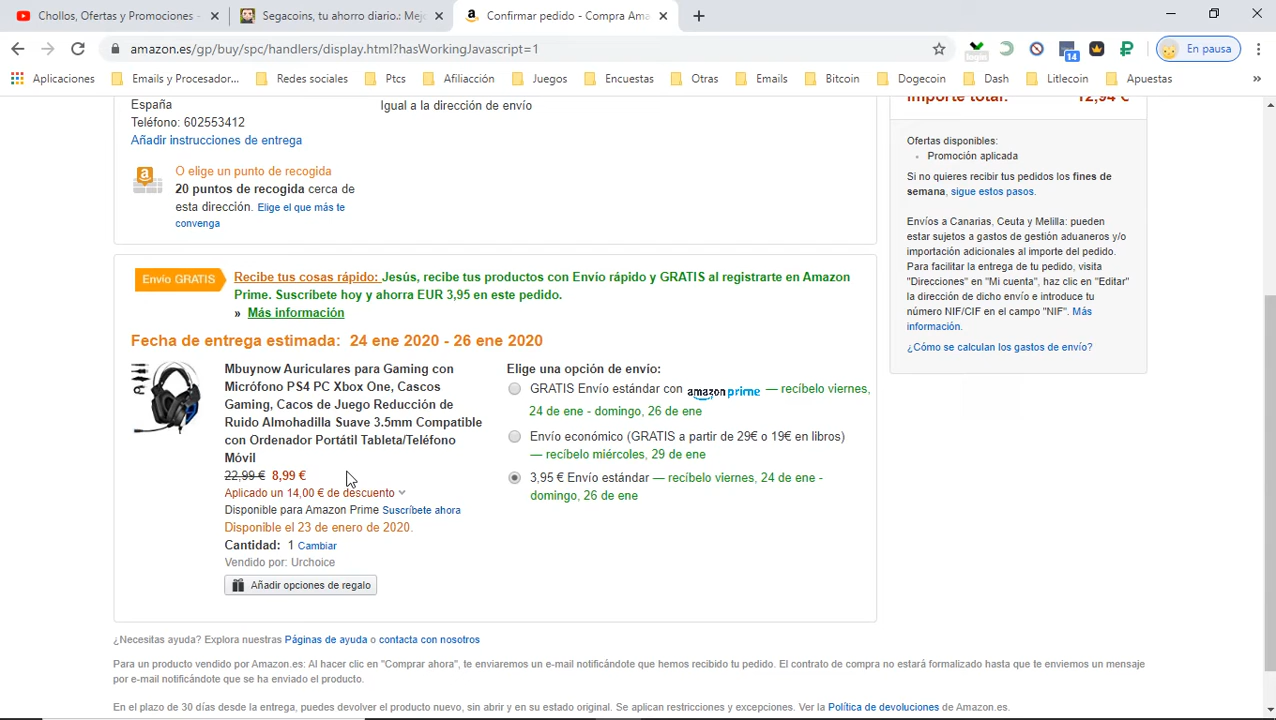 Chollos, Ofertas y Promociones -
Segacoins, tu ahorro diario.: Mej
Confirmar pedido - Compra Ama
amazon.es/gp/buy/spc/handlers/display.html?hasWorkingJavascript=1
14
En pausa
Aplicaciones
Emails y Procesador...
Redes sociales
Ptcs
Afiliacción
Juegos
Encuestas
Otras
Emails
Bitcoin
Dogecoin
Dash
Litlecoin
Apuestas
»
España
Teléfono: 602553412
Añadir instrucciones de entrega
Igual a la dirección de envío
O elige un punto de recogida
20 puntos de recogida cerca de
esta dirección. Elige el que más te
convenga
Envío GRATIS
Recibe tus cosas rápido: Jesús, recibe tus productos con Envio rápido y GRATIS al registrarte en Amazon
Prime. Suscríbete hoy y ahorra EUR 3,95 en este pedido.
» Más información
Fecha de entrega estimada: 24 ene 2020 - 26 ene 2020
Mbuynow Auriculares para Gaming con
Micrófono PS4 PC Xbox One, Cascos
Gaming, Cacos de Juego Reducción de
Ruido Almohadilla Suave 3.5mm Compatible
con Ordenador Portátil Tableta/Teléfono
Móvil
22,99 € 8,99 €
Aplicado un 14,00 € de descuento
Disponible para Amazon Prime Suscríbete ahora
Disponible el 23 de enero de 2020.
Cantidad: 1 Cambiar
Vendido por: Urchoice
Añadir opciones de regalo
Elige una opción de envío:
GRATIS Envío estándar con amazon prime — recíbelo viernes,
24 de ene - domingo, 26 de ene
Envío económico (GRATIS a partir de 29€ o 19€ en libros)
— recíbelo miércoles, 29 de ene
3,95 € Envío estándar — recíbelo viernes, 24 de ene -
domingo, 26 de ene
Importe total: 12,94 €
Ofertas disponibles:
Promoción aplicada
Si no quieres recibir tus pedidos los fines de
semana, sigue estos pasos.
Envíos a Canarias, Ceuta y Melilla: pueden
estar sujetos a gastos de gestión aduaneros y/o
importación adicionales al importe del pedido.
Para facilitar la entrega de tu pedido, visita
"Direcciones" en "Mi cuenta", haz clic en "Editar"
la dirección de dicho envío e introduce tu
número NIF/CIF en el campo "NIF". Más
información.
¿Cómo se calculan los gastos de envío?
¿Necesitas ayuda? Explora nuestras Páginas de ayuda o contacta con nosotros
Para un producto vendido por Amazon.es: Al hacer clic en "Comprar ahora", te enviaremos un e-mail notificándote que hemos recibido tu pedido. El contrato de compra no estará formalizado hasta que te enviemos un mensaje
por e-mail notificándote que se ha enviado el producto.
En el plazo de 30 días desde la entrega, puedes devolver el producto nuevo, sin abrir y en su estado original. Se aplican restricciones y excepciones. Ver la Política de devoluciones de Amazon.es.